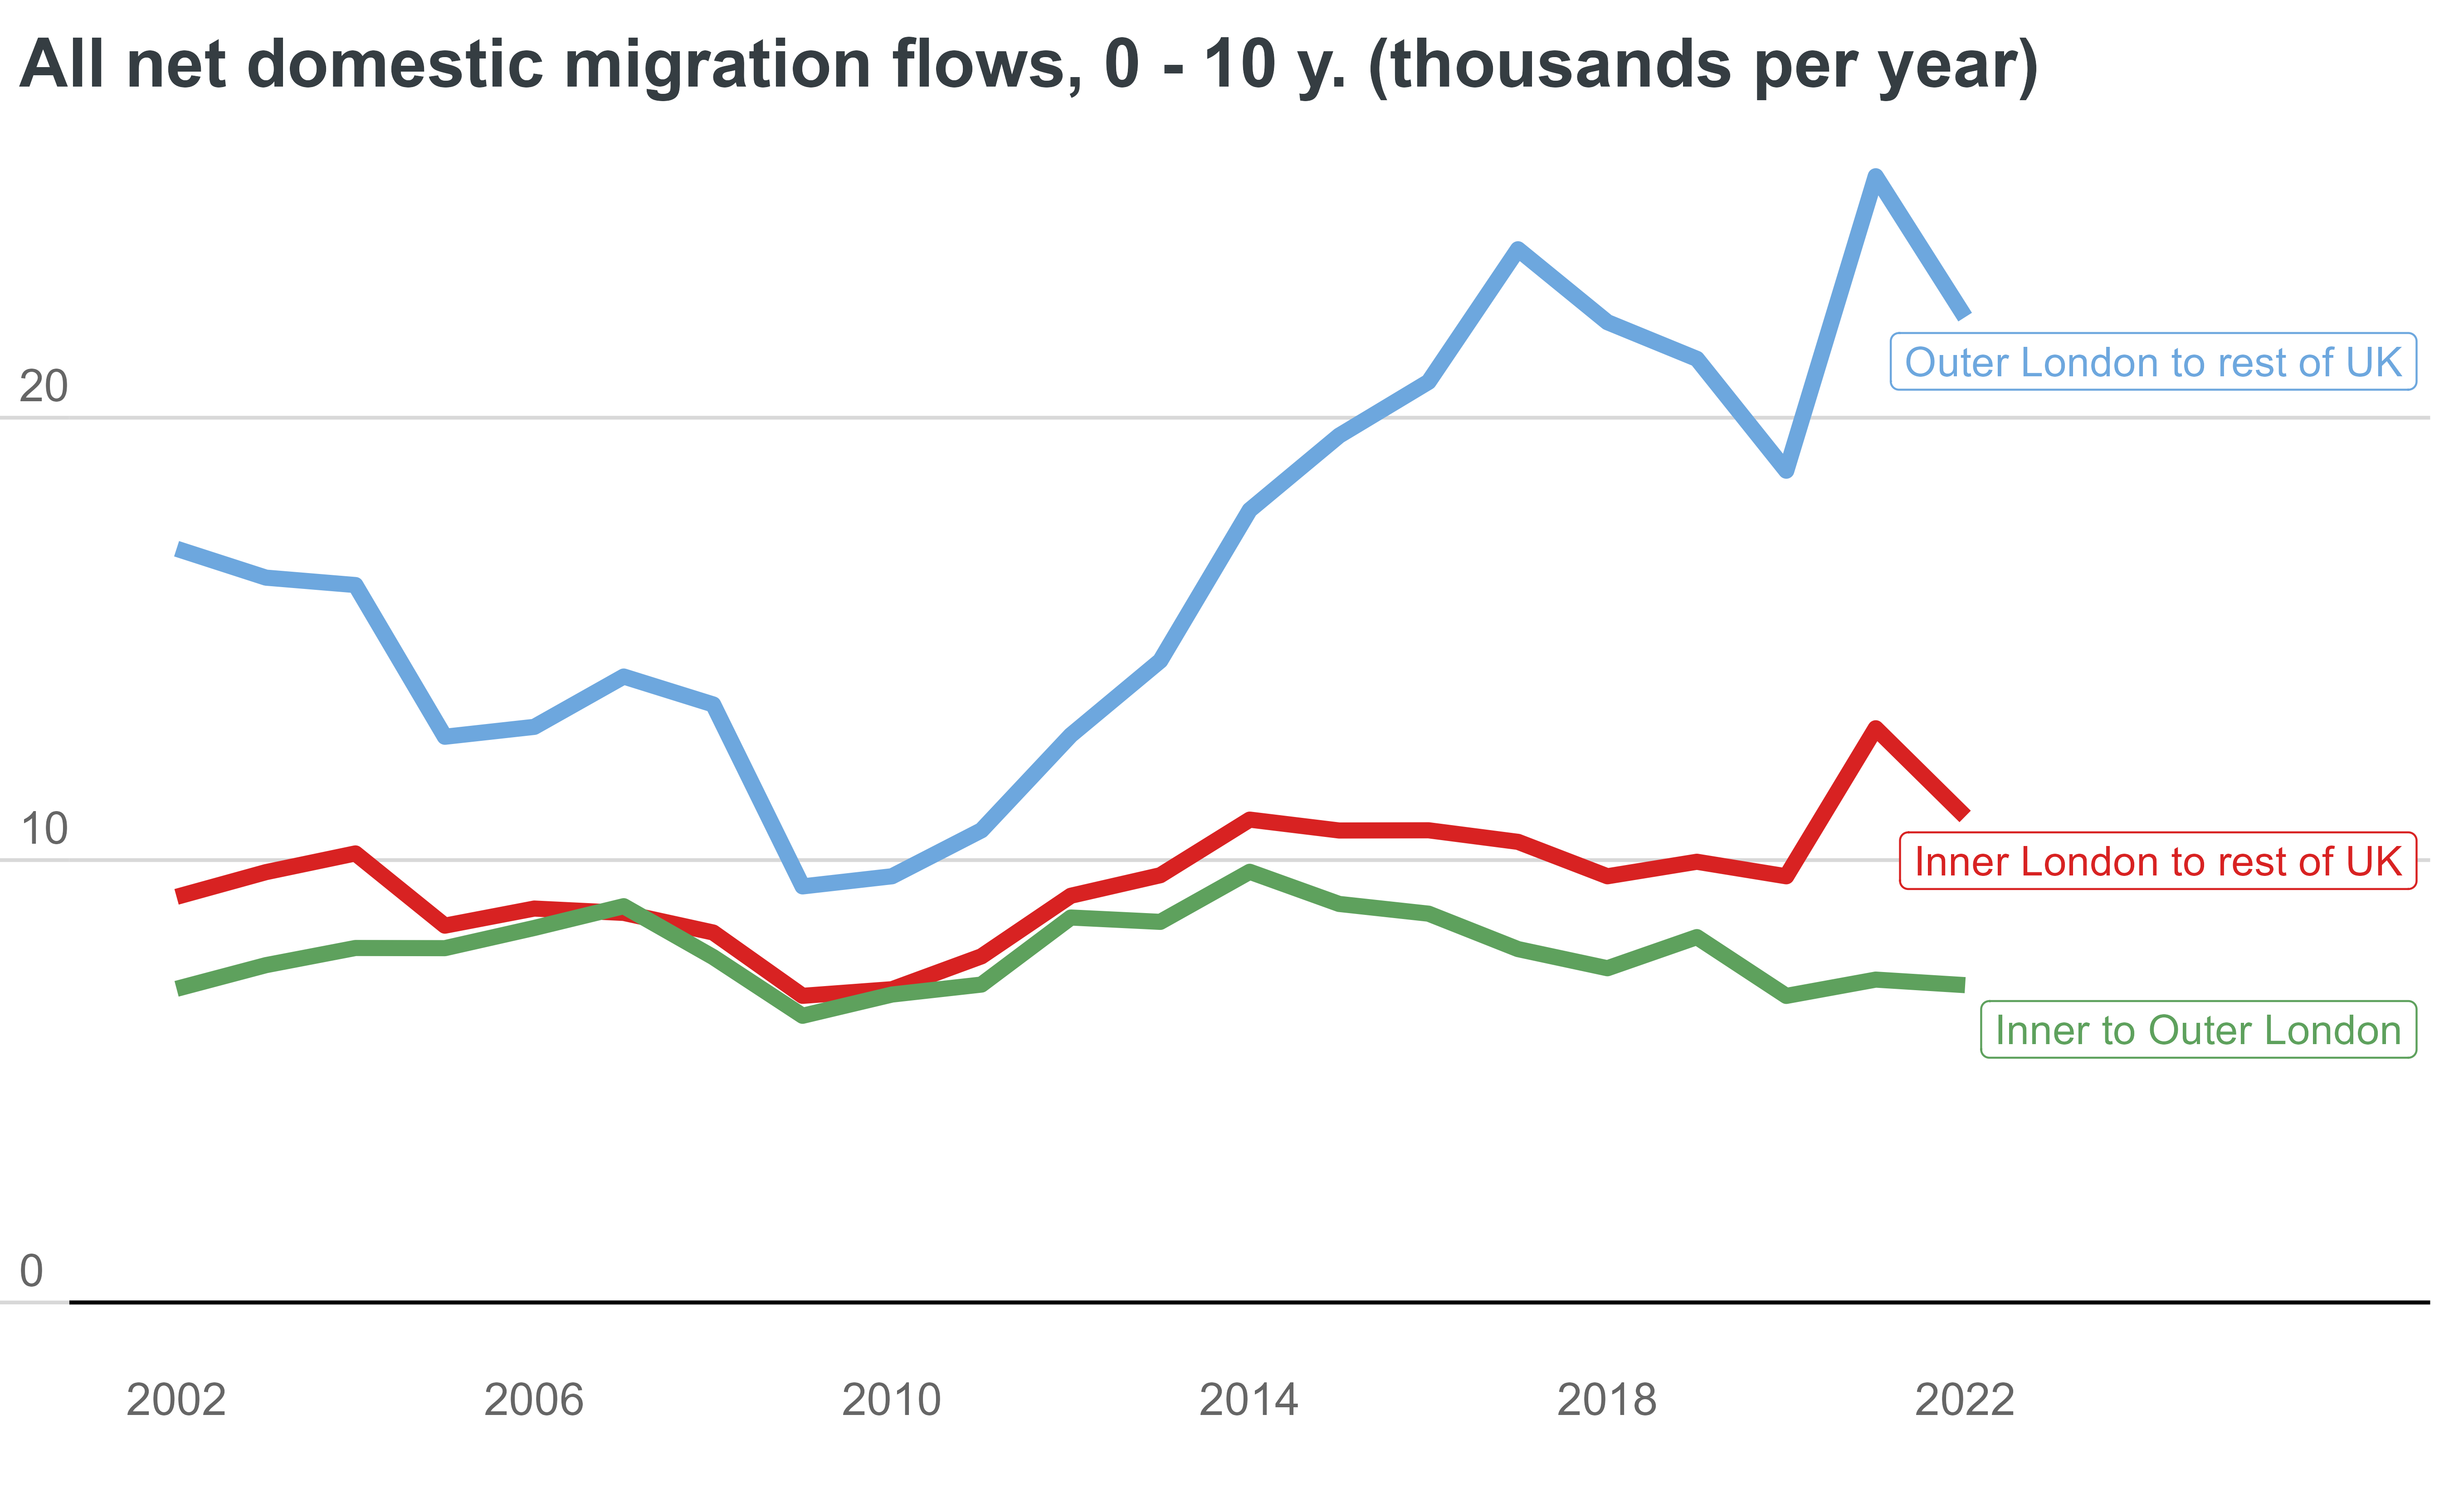 All net domestic migration flows, 0 - 10 y. (thousands per year)
20
Outer London to rest of UK
10
Inner London to rest of UK
Inner to Outer London
0
2002 2006 2010 2014 2018 2022